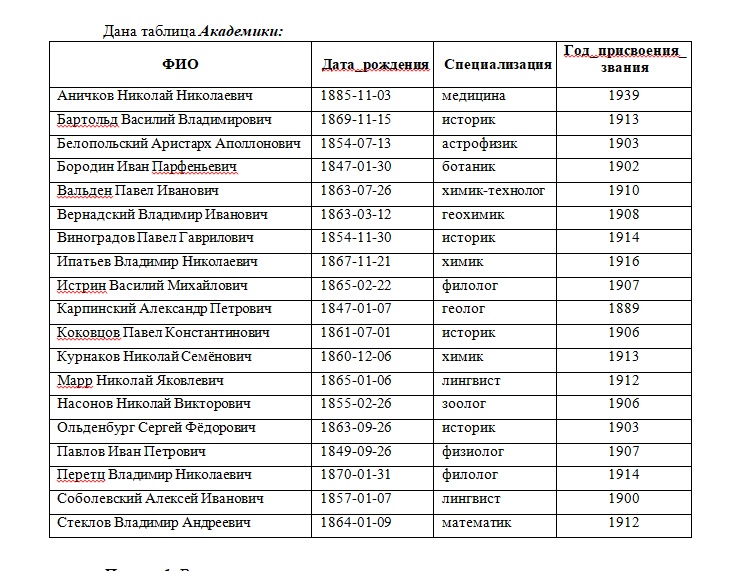 Дана таблица Академики:
ФИО Дата_рождения Специализация Год_присвоения_
звания
Аничков Николай Николаевич 1885-11-03 медицина 1939
Бартольд Василий Владимирович 1869-11-15 историк 1913
Белопольский Аристарх Аполлонович 1854-07-13 астрофизик 1903
Бородин Иван Парфеньевич 1847-01-30 ботаник 1902
Вальден Павел Иванович 1863-07-26 химик-технолог 1910
Вернадский Владимир Иванович 1863-03-12 геохимик 1908
Виноградов Павел Гаврилович 1854-11-30 историк 1914
Ипатьев Владимир Николаевич 1867-11-21 химик 1916
Истрин Василий Михайлович 1865-02-22 филолог 1907
Карпинский Александр Петрович 1847-01-07 геолог 1889
Коковцов Павел Константинович 1861-07-01 историк 1906
Курнаков Николай Семёнович 1860-12-06 химик 1913
Марр Николай Яковлевич 1865-01-06 лингвист 1912
Насонов Николай Викторович 1855-02-26 зоолог 1906
Ольденбург Сергей Фёдорович 1863-09-26 историк 1903
Павлов Иван Петрович 1849-09-26 физиолог 1907
Перетц Владимир Николаевич 1870-01-31 филолог 1914
Соболевский Алексей Иванович 1857-01-07 лингвист 1900
Стеклов Владимир Андреевич 1864-01-09 математик 1912